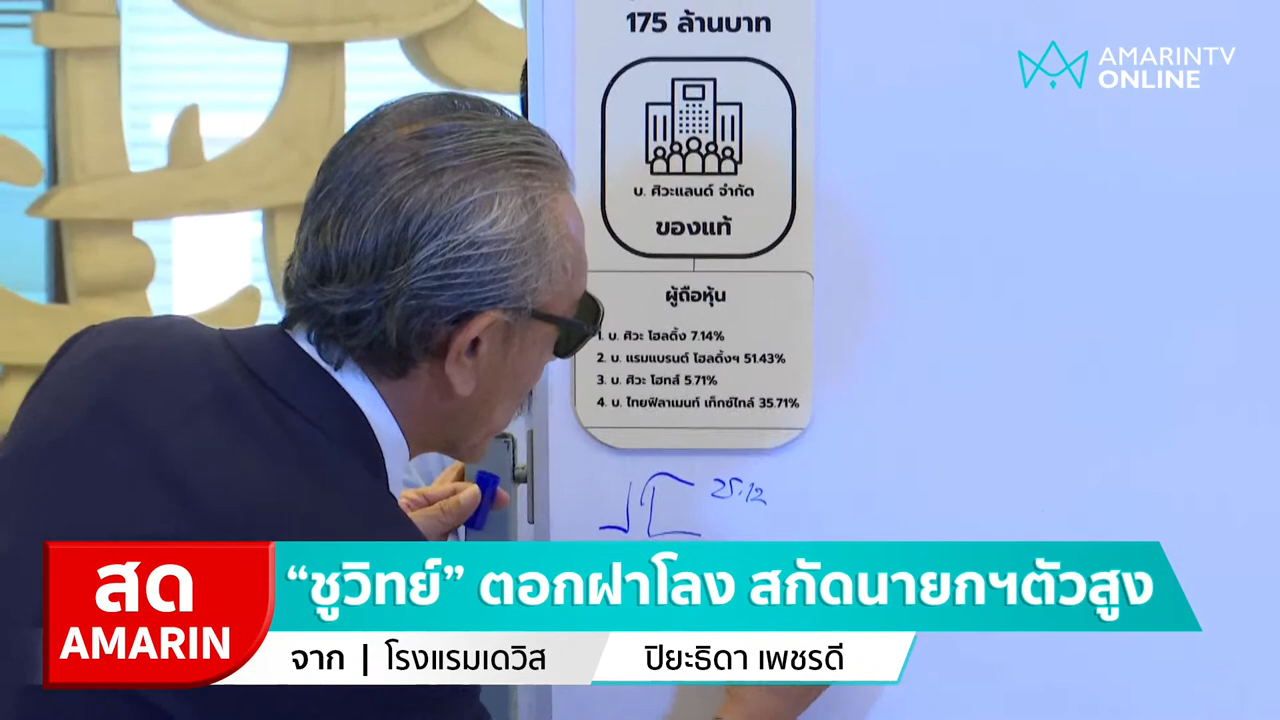 175 ล้านบาท
AMARINTV
ONLINE
บ. ศิวะแลนด์ จำกัด
ของแท้
ผู้ถือหุ้น
1. บ. ศิวะ โฮลดิ้ง 7.14%
2. บ. แรมแบรนต์ โฮลดิ้งฯ 51.43%
3. บ. ศิวะ โฮทส์ 5.71%
4. บ. ไทยฟิลาเมนท์ เท็กซ์ไทล์ 35.71%
25.12
สด
AMARIN
“ชูวิทย์” ตอกฝาโลง สกัดนายกฯตัวสูง
จาก | โรงแรมเดวิส
ปิยะธิดา เพชรดี